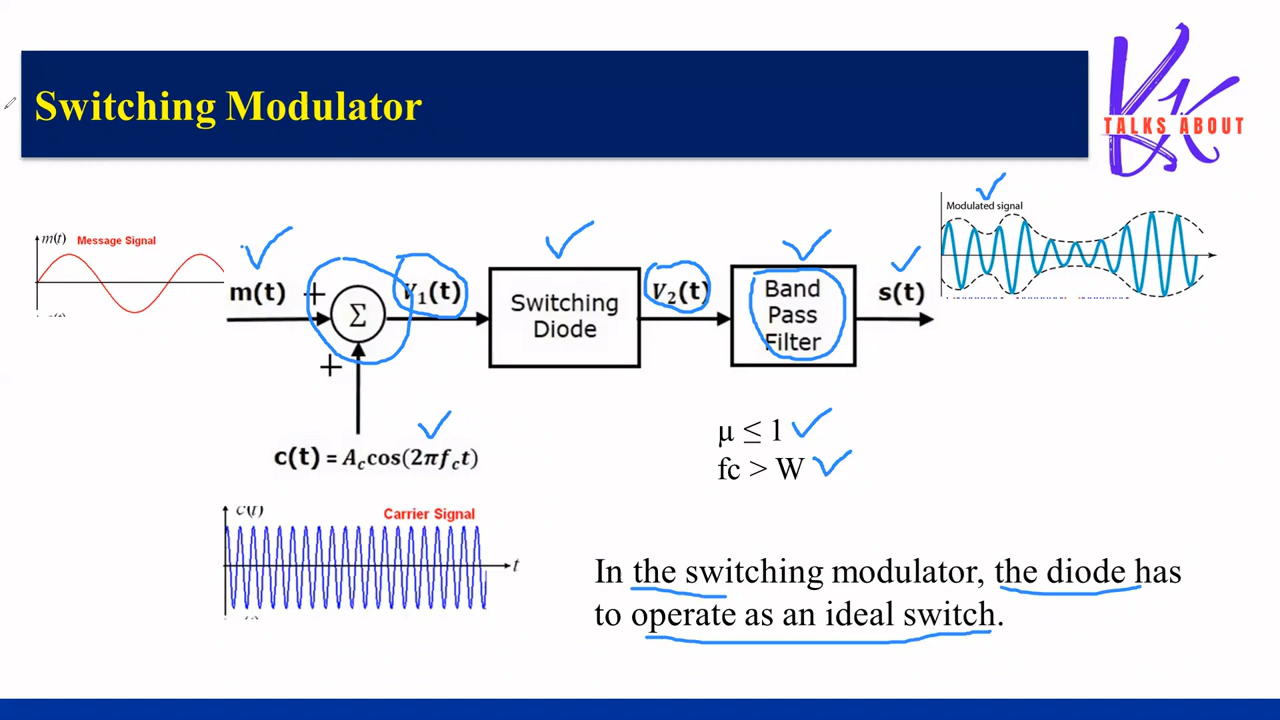 Switching Modulator
KK
TALKS ABOUT
Modulated signal
m(t) Message Signal
m(t)
+
Σ
V₁(t)
Switching
Diode
V₂(t)
Band
Pass
Filter
s(t)
+
c(t) = A_c cos(2πf_c t)
μ ≤ 1
fc > W
c(t)
Carrier Signal
t
In the switching modulator, the diode has
to operate as an ideal switch.